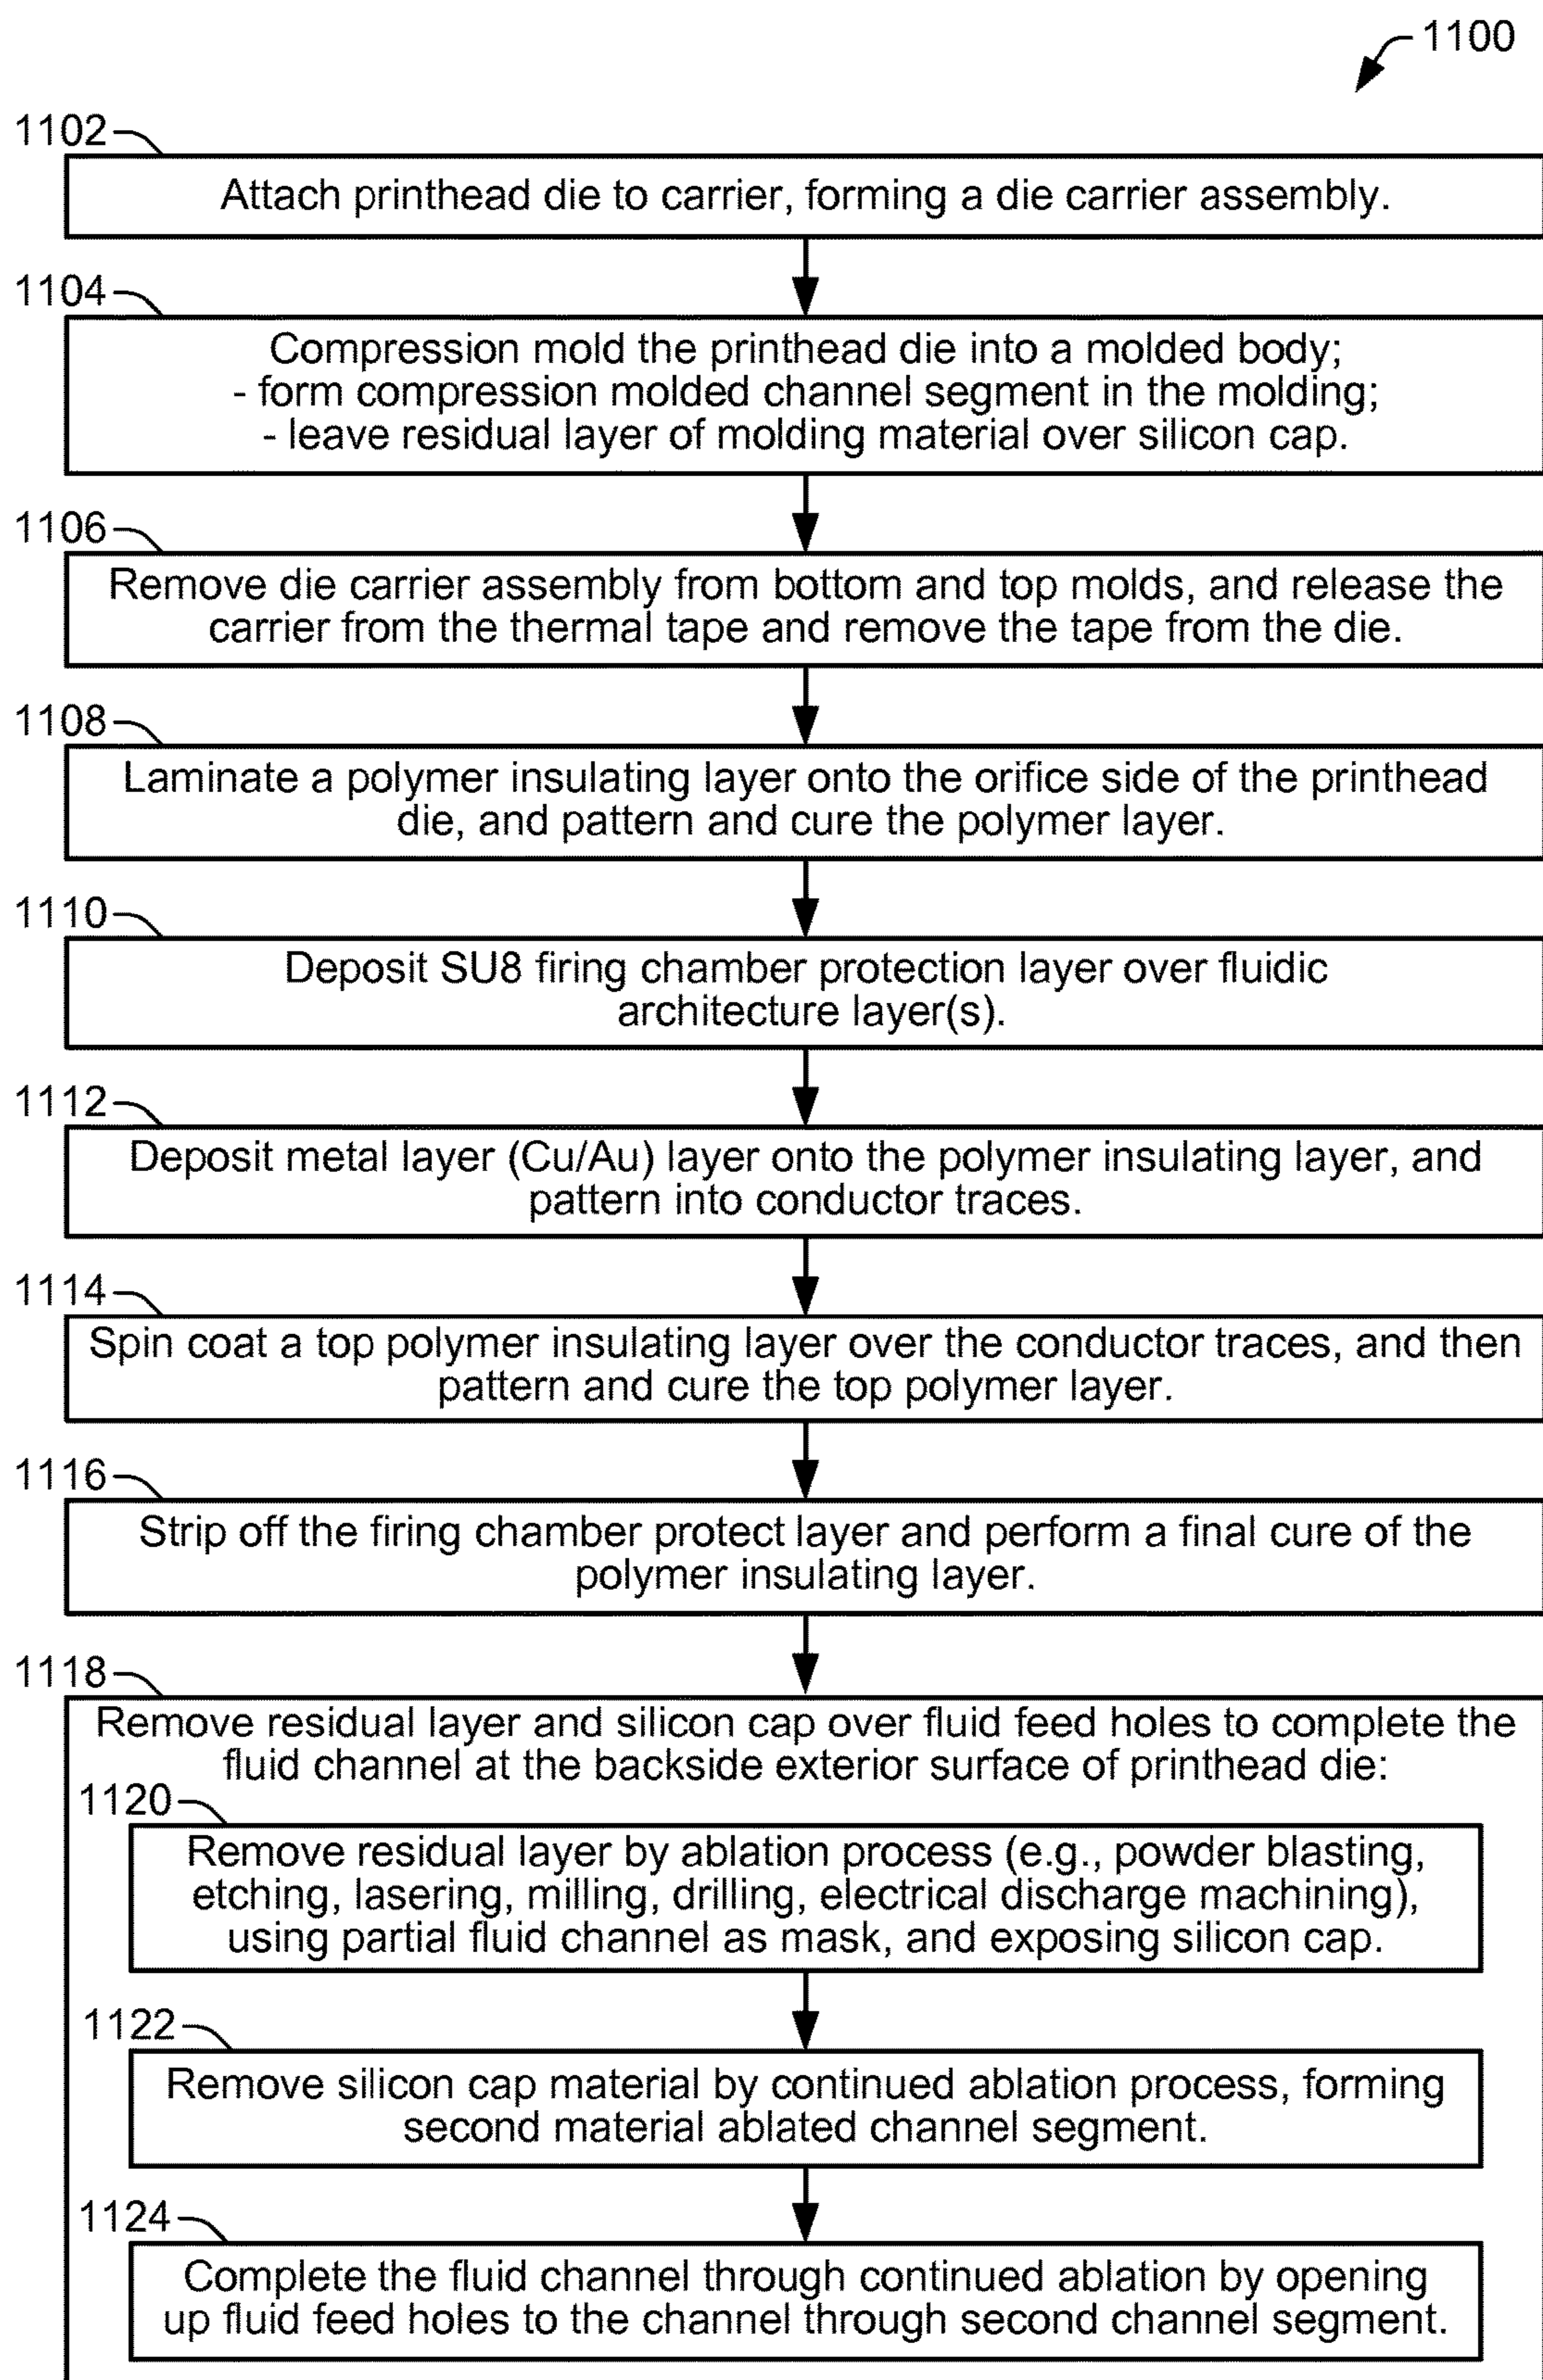 1100
1102
Attach printhead die to carrier, forming a die carrier assembly.
1104
Compression mold the printhead die into a molded body;
- form compression molded channel segment in the molding;
- leave residual layer of molding material over silicon cap.
1106
Remove die carrier assembly from bottom and top molds, and release the
carrier from the thermal tape and remove the tape from the die.
1108
Laminate a polymer insulating layer onto the orifice side of the printhead
die, and pattern and cure the polymer layer.
1110
Deposit SU8 firing chamber protection layer over fluidic
architecture layer(s).
1112
Deposit metal layer (Cu/Au) layer onto the polymer insulating layer, and
pattern into conductor traces.
1114
Spin coat a top polymer insulating layer over the conductor traces, and then
pattern and cure the top polymer layer.
1116
Strip off the firing chamber protect layer and perform a final cure of the
polymer insulating layer.
1118
Remove residual layer and silicon cap over fluid feed holes to complete the
fluid channel at the backside exterior surface of printhead die:
1120
Remove residual layer by ablation process (e.g., powder blasting,
etching, lasering, milling, drilling, electrical discharge machining),
using partial fluid channel as mask, and exposing silicon cap.
1122
Remove silicon cap material by continued ablation process, forming
second material ablated channel segment.
1124
Complete the fluid channel through continued ablation by opening
up fluid feed holes to the channel through second channel segment.